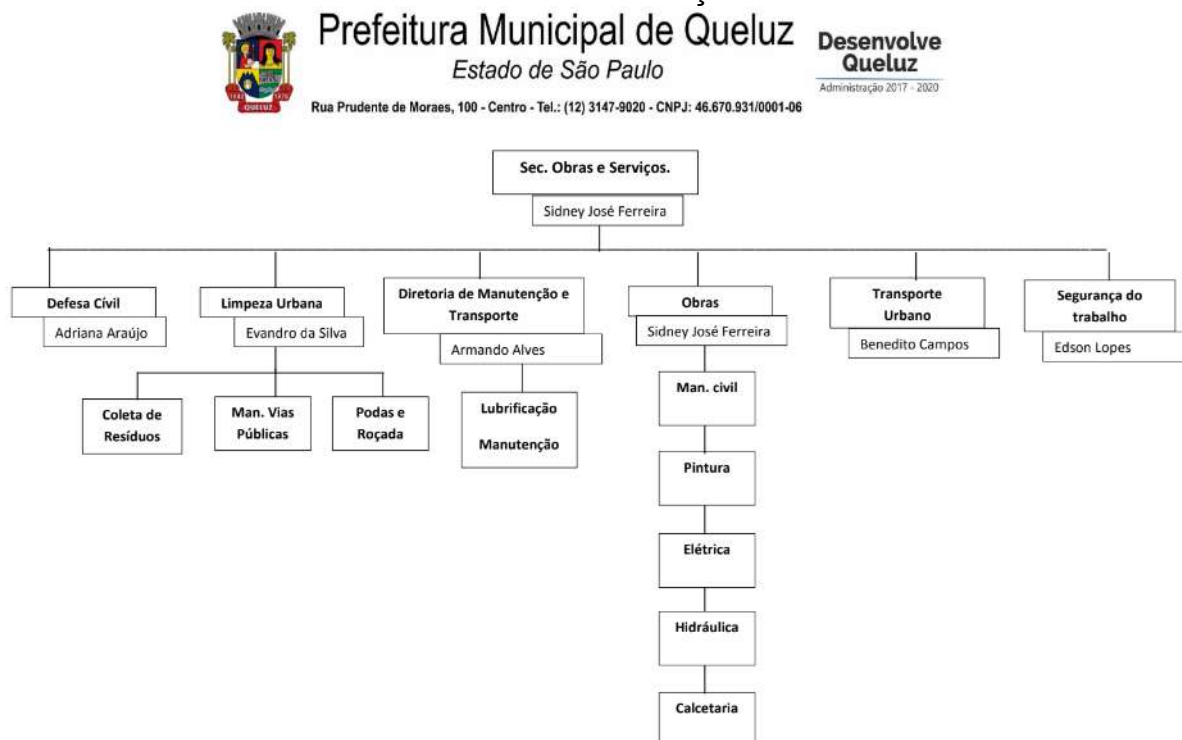 Prefeitura Municipal de Queluz
Estado de São Paulo
Rua Prudente de Moraes, 100 - Centro - Tel.: (12) 3147-9020 - CNPJ: 46.670.931/0001-06
Desenvolve
Queluz
Administração 2017 - 2020
QUELUZ
Sec. Obras e Serviços.
Sidney José Ferreira
Defesa Cívil
Adriana Araújo
Limpeza Urbana
Evandro da Silva
Diretoria de Manutenção e
Transporte
Armando Alves
Obras
Sidney José Ferreira
Transporte
Urbano
Benedito Campos
Segurança do
trabalho
Edson Lopes
Coleta de
Resíduos
Man. Vias
Públicas
Podas e
Roçada
Lubrificação
Manutenção
Man. civil
Pintura
Elétrica
Hidráulica
Calcetaria